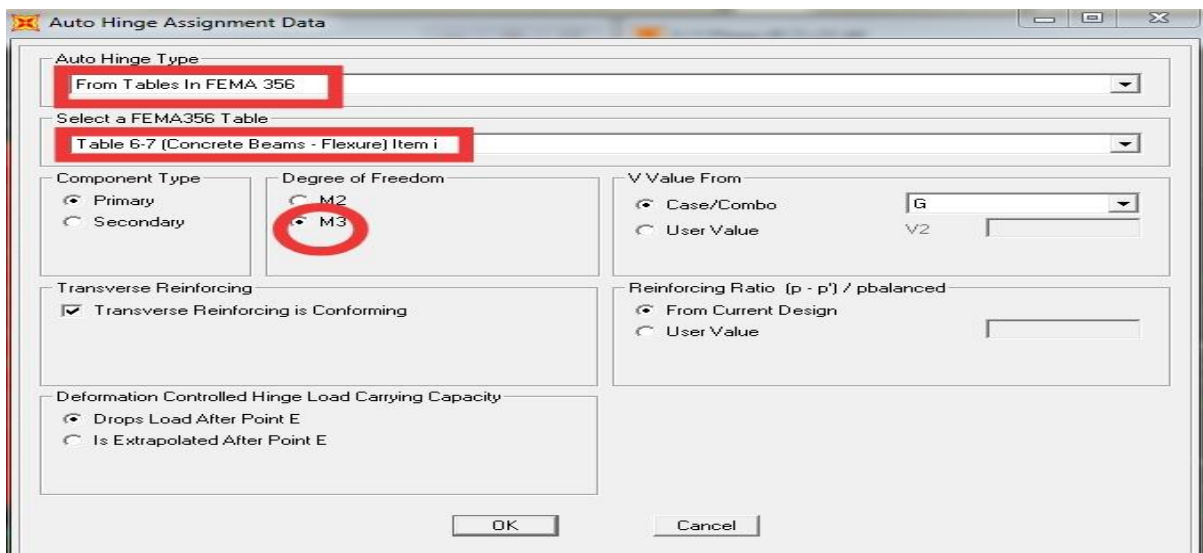 Auto Hinge Assignment Data
Auto Hinge Type
From Tables In FEMA 356
Select a FEMA356 Table
Table 6-7 (Concrete Beams - Flexure) Item i
Component Type
Primary
Secondary
Degree of Freedom
M2
M3
V Value From
Case/Combo G
User Value V2
Transverse Reinforcing
Transverse Reinforcing is Conforming
Reinforcing Ratio (p - p') / pbalanced
From Current Design
User Value
Deformation Controlled Hinge Load Carrying Capacity
Drops Load After Point E
Is Extrapolated After Point E
OK Cancel